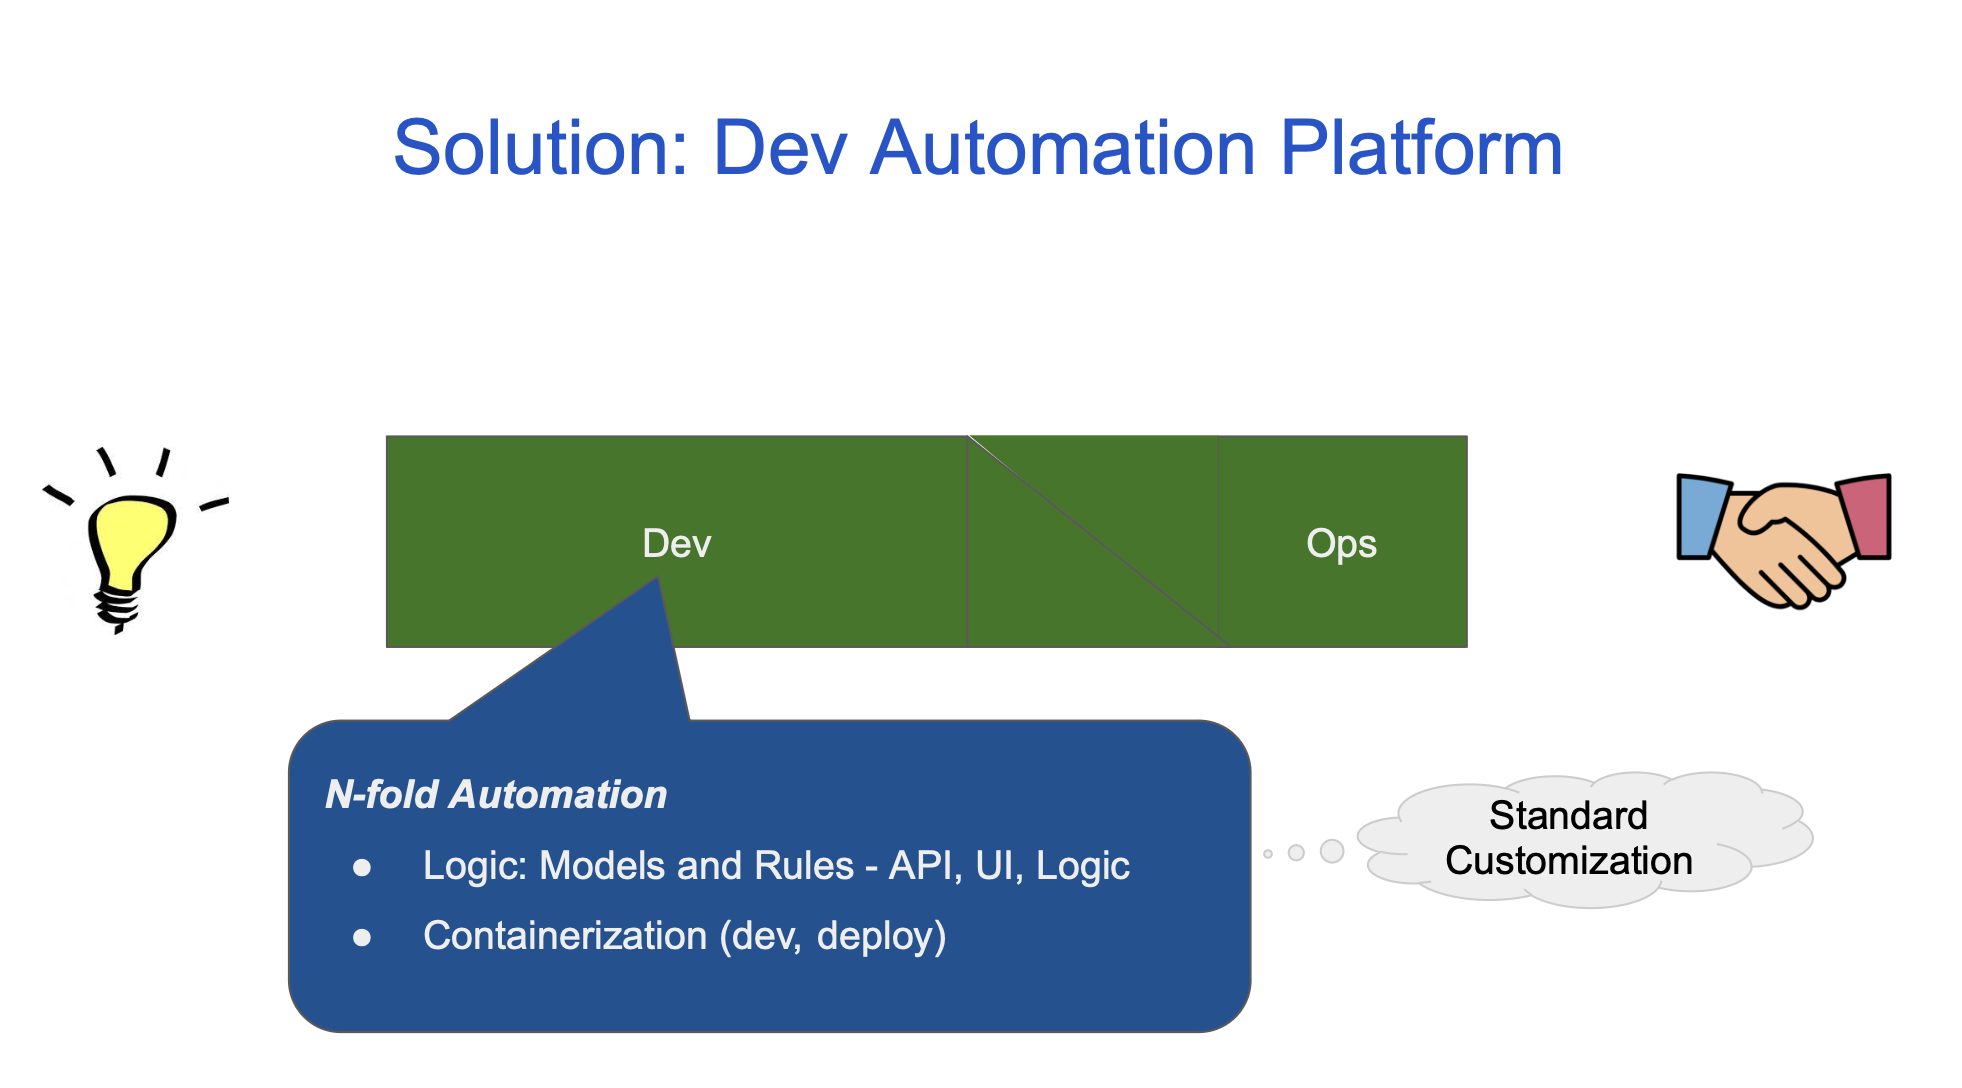 Solution: Dev Automation Platform
Dev
Ops
N-fold Automation
● Logic: Models and Rules - API, UI, Logic
● Containerization (dev, deploy)
Standard
Customization